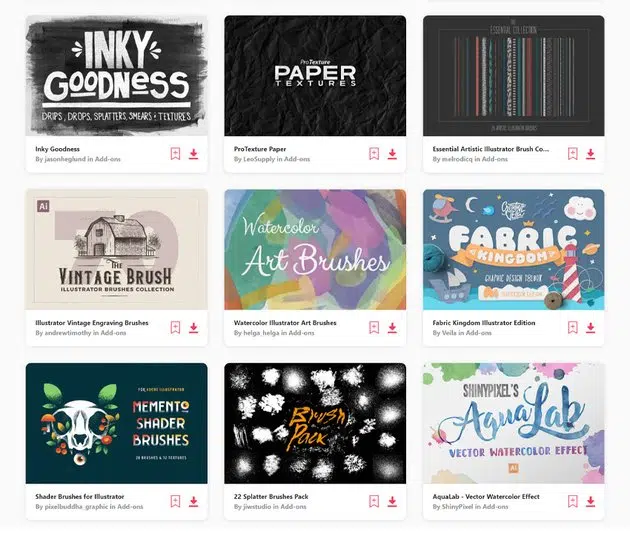 INKY
GOODNESS
DRIPS, DROPS, SPLATTERS, SMEARS + TEXTURES
Inky Goodness
By jasonheglund in Add-ons
ProTexture
PAPER
TEXTURES
ProTexture Paper
By LeoSupply in Add-ons
THE
ESSENTIAL COLLECTION
Essential Artistic Illustrator Brush Co...
By melrodicq in Add-ons
Ai
THE
VINTAGE BRUSH
ILLUSTRATOR BRUSHES COLLECTION
Illustrator Vintage Engraving Brushes
By andrewtimothy in Add-ons
Watercolor
Art Brushes
Watercolor Illustrator Art Brushes
By helga_helga in Add-ons
FABRIC
KINGDOM
GRAPHIC DESIGN TOOLBOX
Fabric Kingdom Illustrator Edition
By Veila in Add-ons
FOR ADOBE ILLUSTRATOR
MEMENTO
SHADER
BRUSHES
Shader Brushes for Illustrator
By pixelbuddha_graphic in Add-ons
Brush
Pack
22 Splatter Brushes Pack
By jiwstudio in Add-ons
SHINYPIXEL'S
AquaLab
VECTOR WATERCOLOR EFFECT
Ai
AquaLab - Vector Watercolor Effect
By ShinyPixel in Add-ons